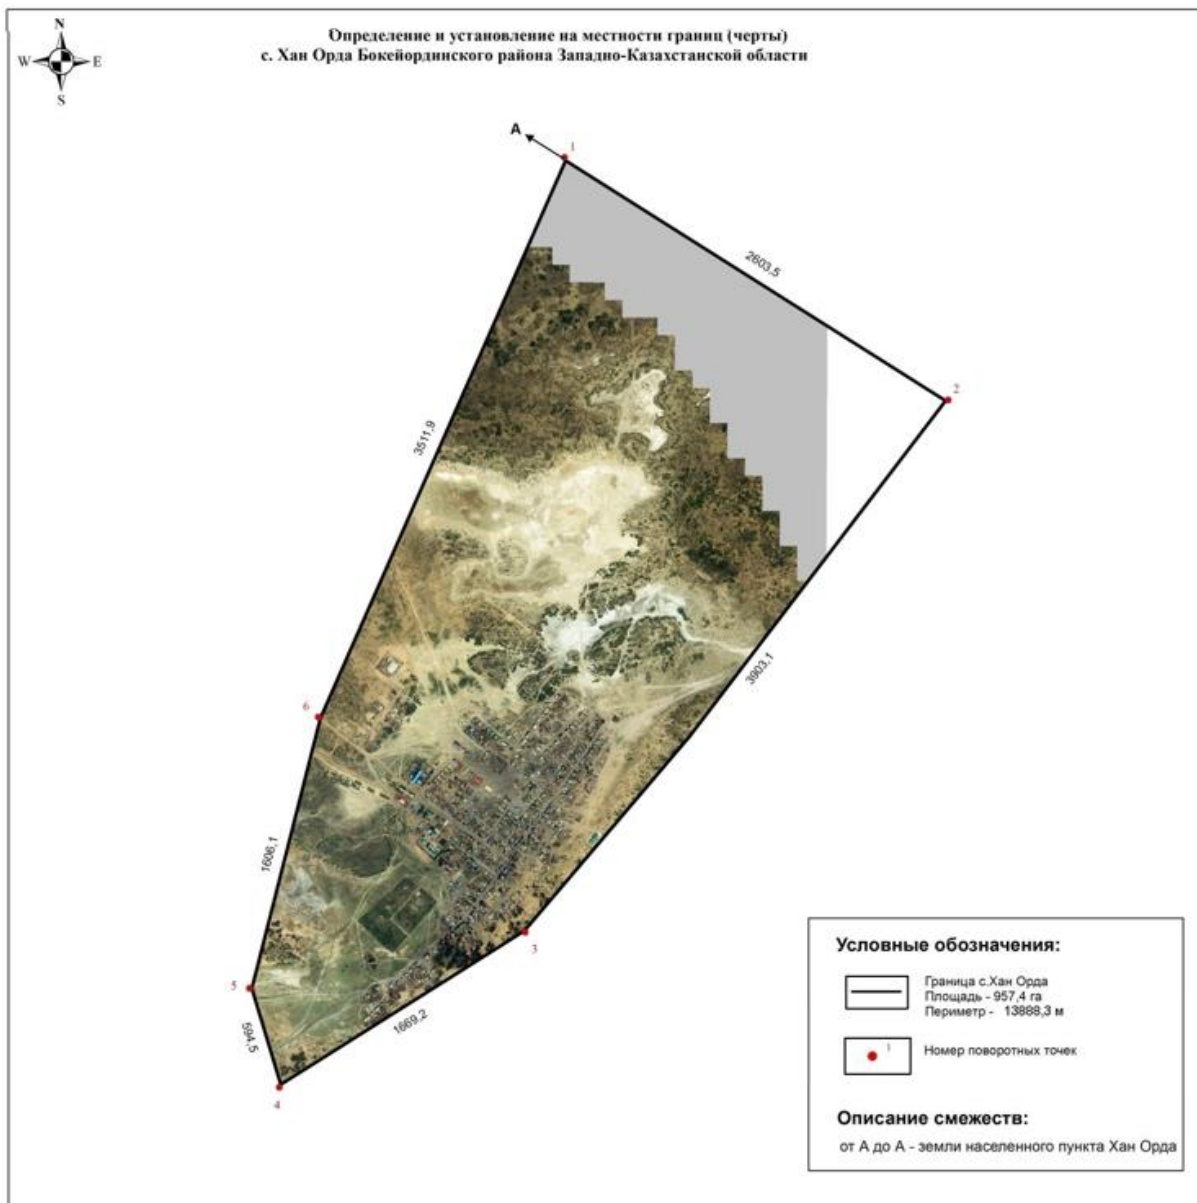 Определение и установление на местности границ (черты)
с. Хан Орда Бокейординского района Западно-Казахстанской области
N
W E
S
A
1
2603,5
2
3511,9
3903,1
6
1606,1
3
5
1669,2
594,5
4
Условные обозначения:
Граница с.Хан Орда
Площадь - 957,4 га
Периметр - 13888,3 м
1
Номер поворотных точек
Описание смежеств:
от А до А - земли населенного пункта Хан Орда